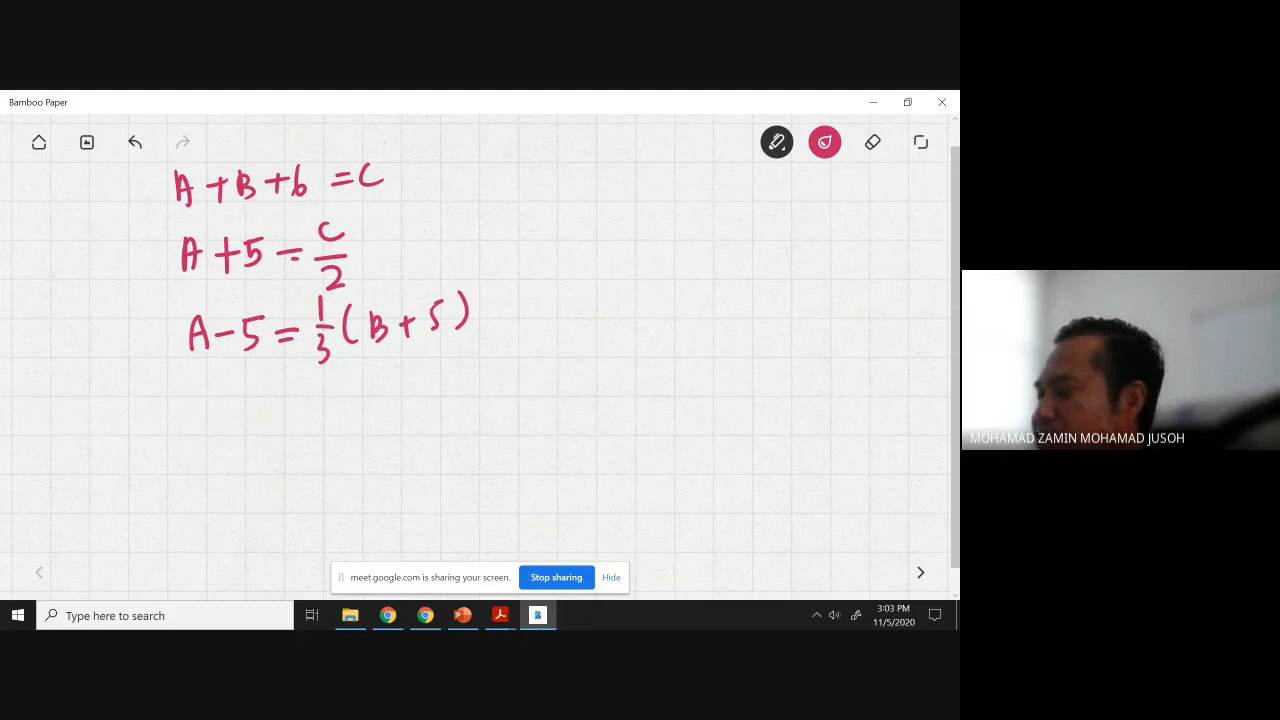 Bamboo Paper
A + B + 6 = C
A + 5 = C/2
A - 5 = 1/3 ( B + 5 )
MOHAMAD ZAMIN MOHAMAD JUSOH
meet.google.com is sharing your screen. Stop sharing Hide
Type here to search
3:03 PM
11/5/2020